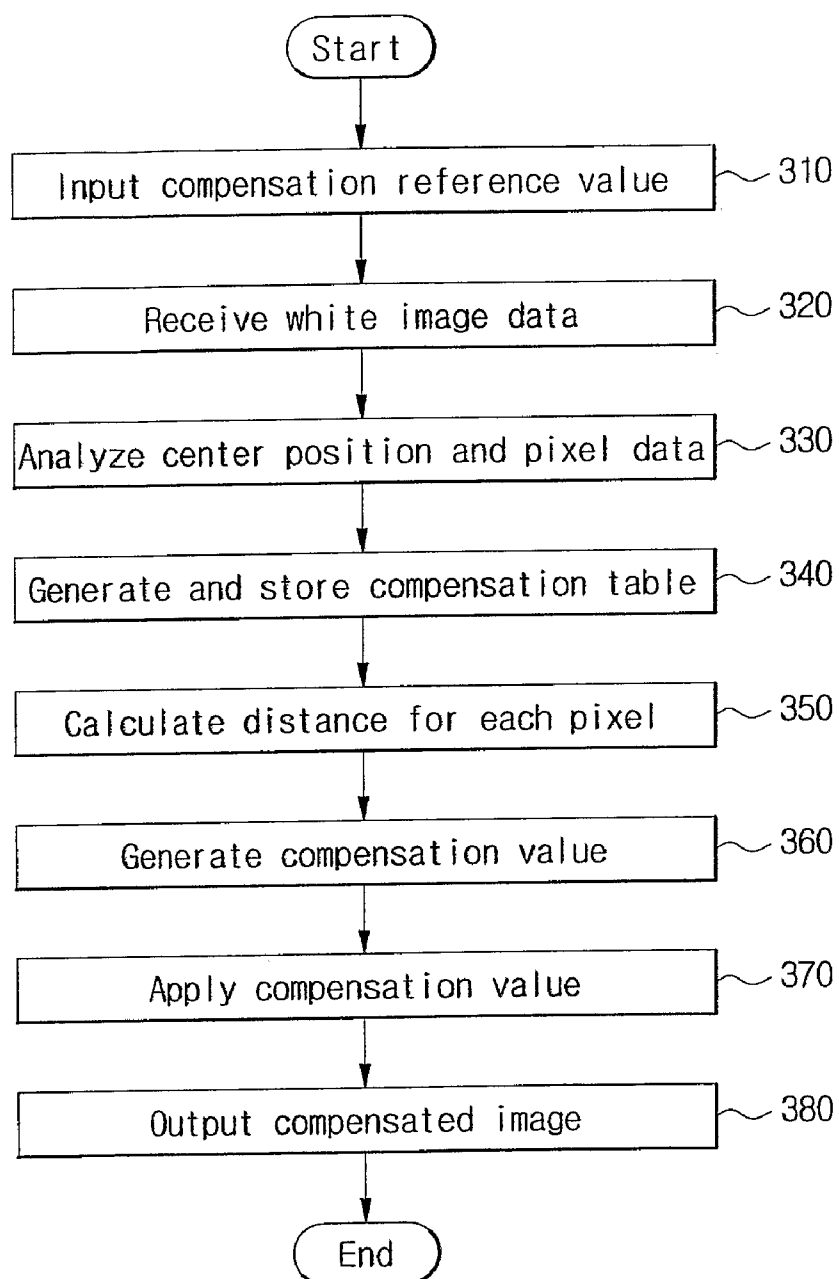 Start
Input compensation reference value
310
Receive white image data
320
Analyze center position and pixel data
330
Generate and store compensation table
340
Calculate distance for each pixel
350
Generate compensation value
360
Apply compensation value
370
Output compensated image
380
End